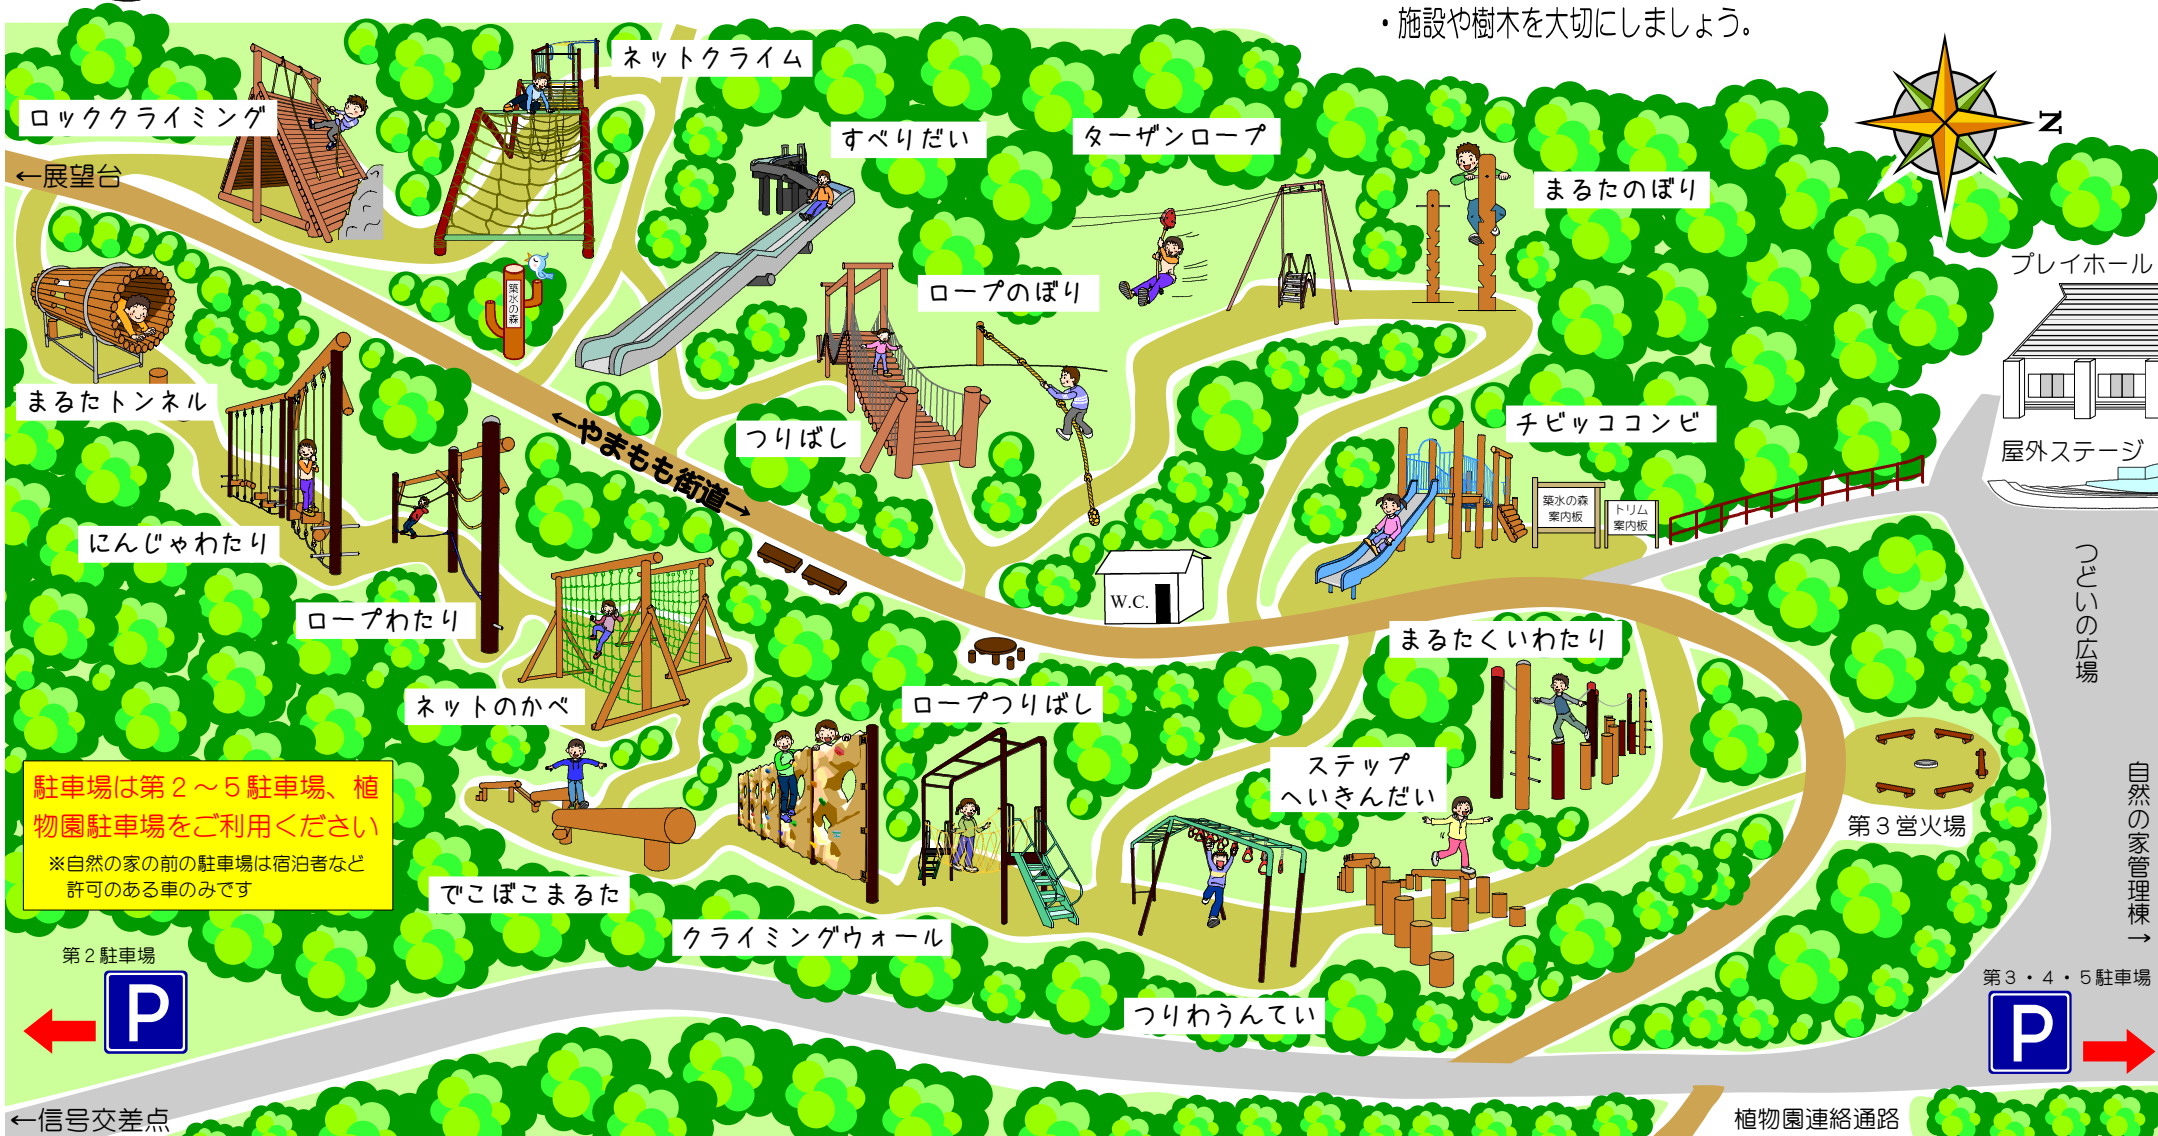 ・施設や樹木を大切にしましょう。
ネットクライム
ロッククライミング
すべりだい
ターザンロープ
N
←展望台
まるたのぼり
プレイホール
築水の森
ロープのぼり
まるたトンネル
つりばし
チビッココンビ
←やまもも街道→
屋外ステージ
築水の森
案内板
トリム
案内板
にんじゃわたり
つどいの広場
W.C.
ロープわたり
まるたくいわたり
ネットのかべ
ロープつりばし
ステップ
へいきんだい
駐車場は第2～5駐車場、植
物園駐車場をご利用ください
※自然の家の前の駐車場は宿泊者など
許可のある車のみです
第3営火場
自然の家管理棟→
でこぼこまるた
クライミングウォール
第2駐車場
P
つりわうんてい
第3・4・5駐車場
P
←信号交差点
植物園連絡通路